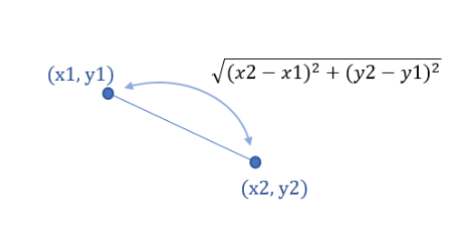 √(x2 − x1)² + (y2 − y1)²
(x1, y1)
(x2, y2)